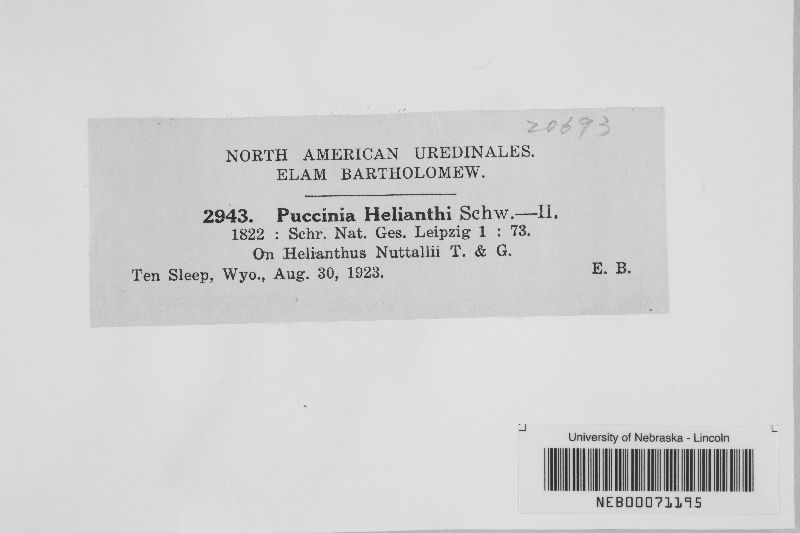 20693
NORTH AMERICAN UREDINALES.
ELAM BARTHOLOMEW.
2943. Puccinia Helianthi Schw.—II.
1822 : Schr. Nat. Ges. Leipzig 1 : 73.
On Helianthus Nuttallii T. & G.
Ten Sleep, Wyo., Aug. 30, 1923. E. B.
University of Nebraska - Lincoln
NEB00071195